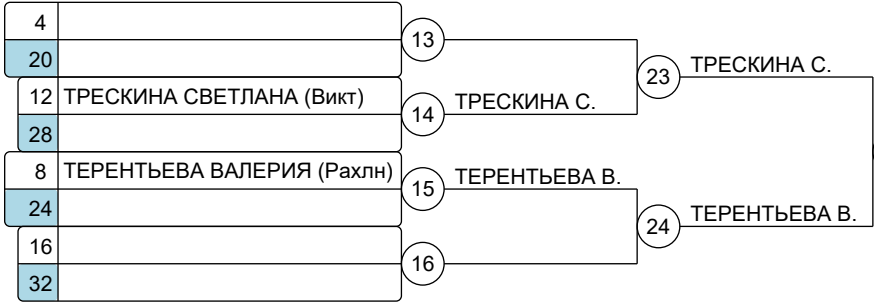 4
13
20
23 ТРЕСКИНА С.
12 ТРЕСКИНА СВЕТЛАНА (Викт)
14 ТРЕСКИНА С.
28
8 ТЕРЕНТЬЕВА ВАЛЕРИЯ (Рахлн)
15 ТЕРЕНТЬЕВА В.
24
24 ТЕРЕНТЬЕВА В.
16
16
32